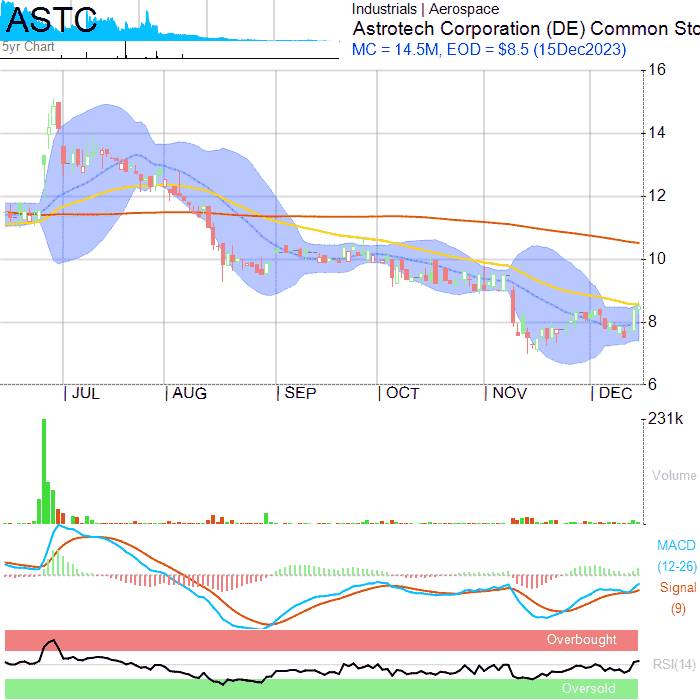 ASTC
5yr Chart
Industrials | Aerospace
Astrotech Corporation (DE) Common Sto
MC = 14.5M, EOD = $8.5 (15Dec2023)
16
14
12
10
8
6
JUL AUG SEP OCT NOV DEC
231k
Volume
MACD
(12-26)
Signal
(9)
Overbought
RSI(14)
Oversold